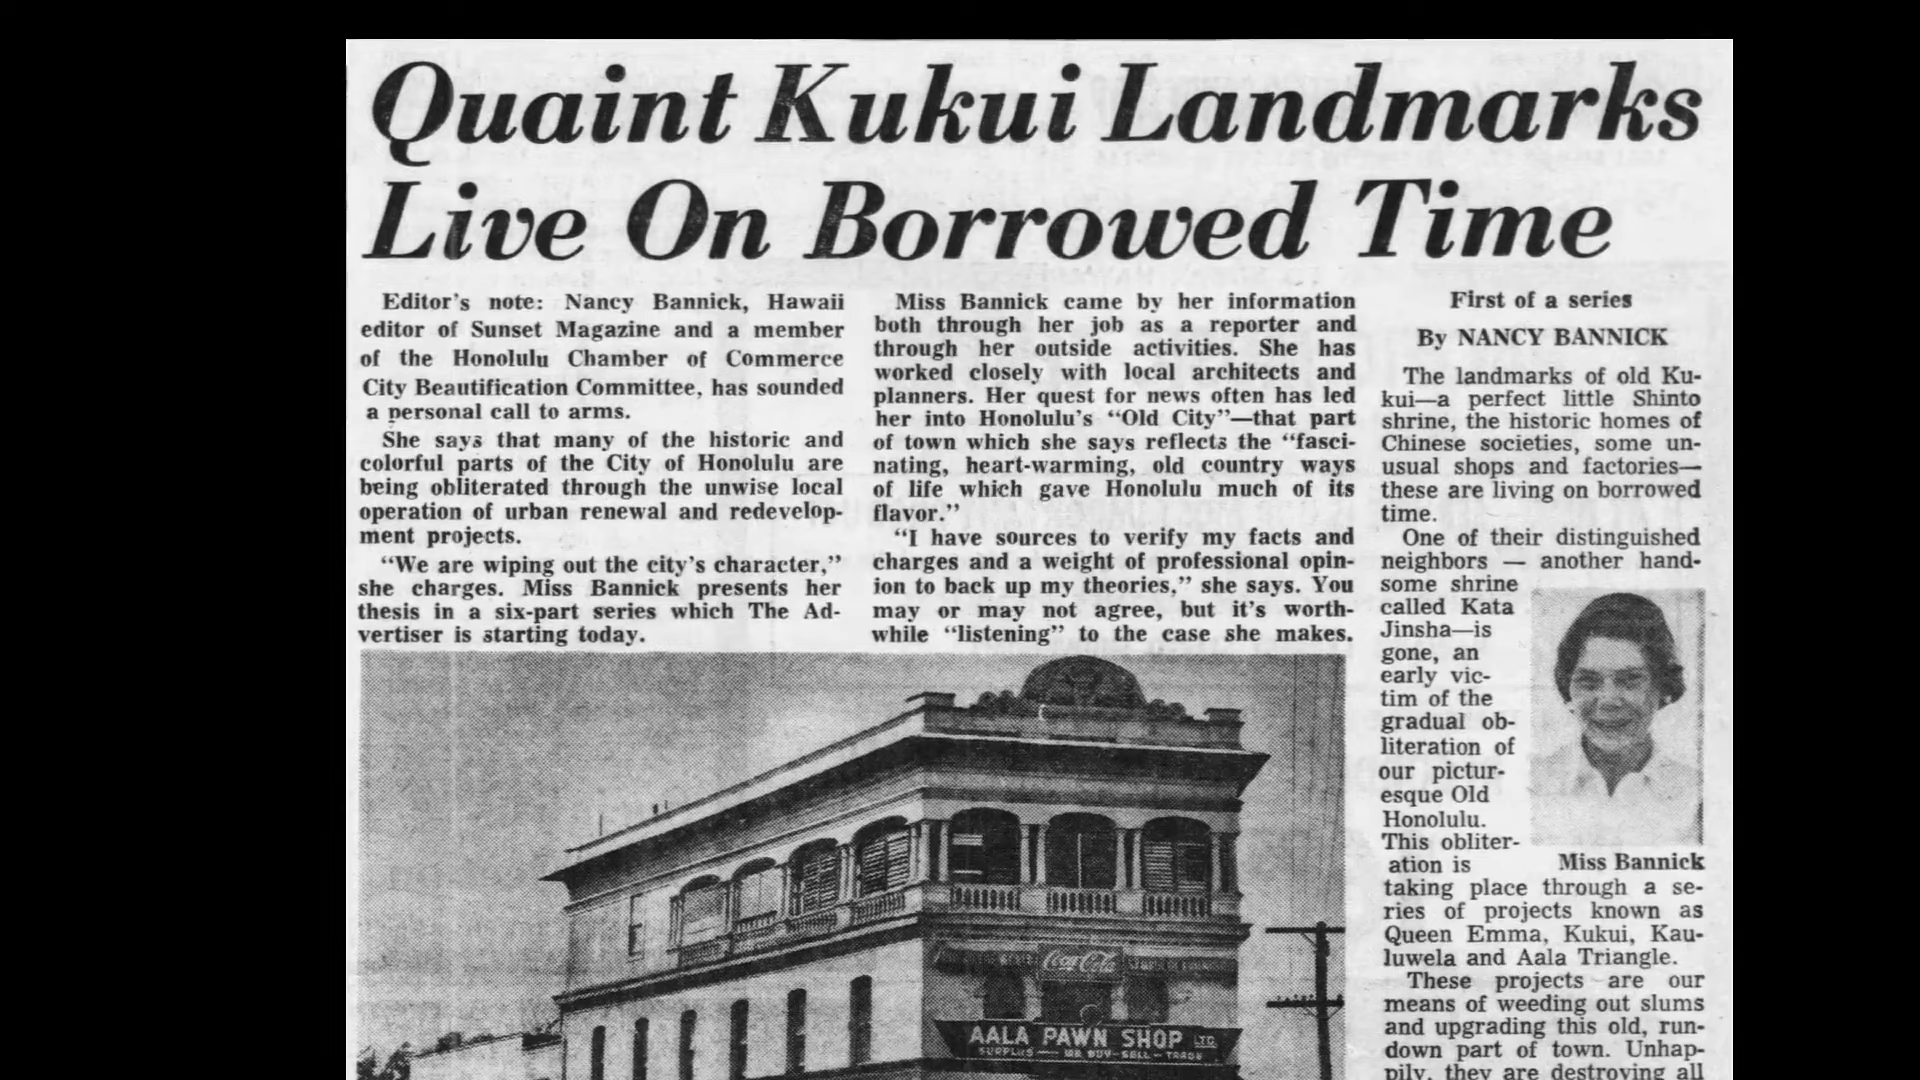 Quaint Kukui Landmarks
Live On Borrowed Time
Editor's note: Nancy Bannick, Hawaii
editor of Sunset Magazine and a member
of the Honolulu Chamber of Commerce
City Beautification Committee, has sounded
a personal call to arms.
She says that many of the historic and
colorful parts of the City of Honolulu are
being obliterated through the unwise local
operation of urban renewal and redevelop-
ment projects.
“We are wiping out the city's character,”
she charges. Miss Bannick presents her
thesis in a six-part series which The Ad-
vertiser is starting today.
Miss Bannick came by her information
both through her job as a reporter and
through her outside activities. She has
worked closely with local architects and
planners. Her quest for news often has led
her into Honolulu's “Old City”—that part
of town which she says reflects the “fasci-
nating, heart-warming, old country ways
of life which gave Honolulu much of its
flavor.”
“I have sources to verify my facts and
charges and a weight of professional opin-
ion to back up my theories,” she says. You
may or may not agree, but it's worth-
while “listening” to the case she makes.
First of a series
By NANCY BANNICK
The landmarks of old Ku-
kui—a perfect little Shinto
shrine, the historic homes of
Chinese societies, some un-
usual shops and factories—
these are living on borrowed
time.
One of their distinguished
neighbors — another hand-
some shrine
called Kata
Jinsha—is
gone, an
early vic-
tim of the
gradual ob-
literation of
our pictur-
esque Old
Honolulu.
This obliter-
ation is
taking place through a se-
ries of projects known as
Queen Emma, Kukui, Kau-
luwela and Aala Triangle.
These projects are our
means of weeding out slums
and upgrading this old, run-
down part of town. Unhap-
pily, they are destroying all
Miss Bannick
Coca-Cola
AALA PAWN SHOP LTD.
SURPLUS — WE BUY - SELL - TRADE